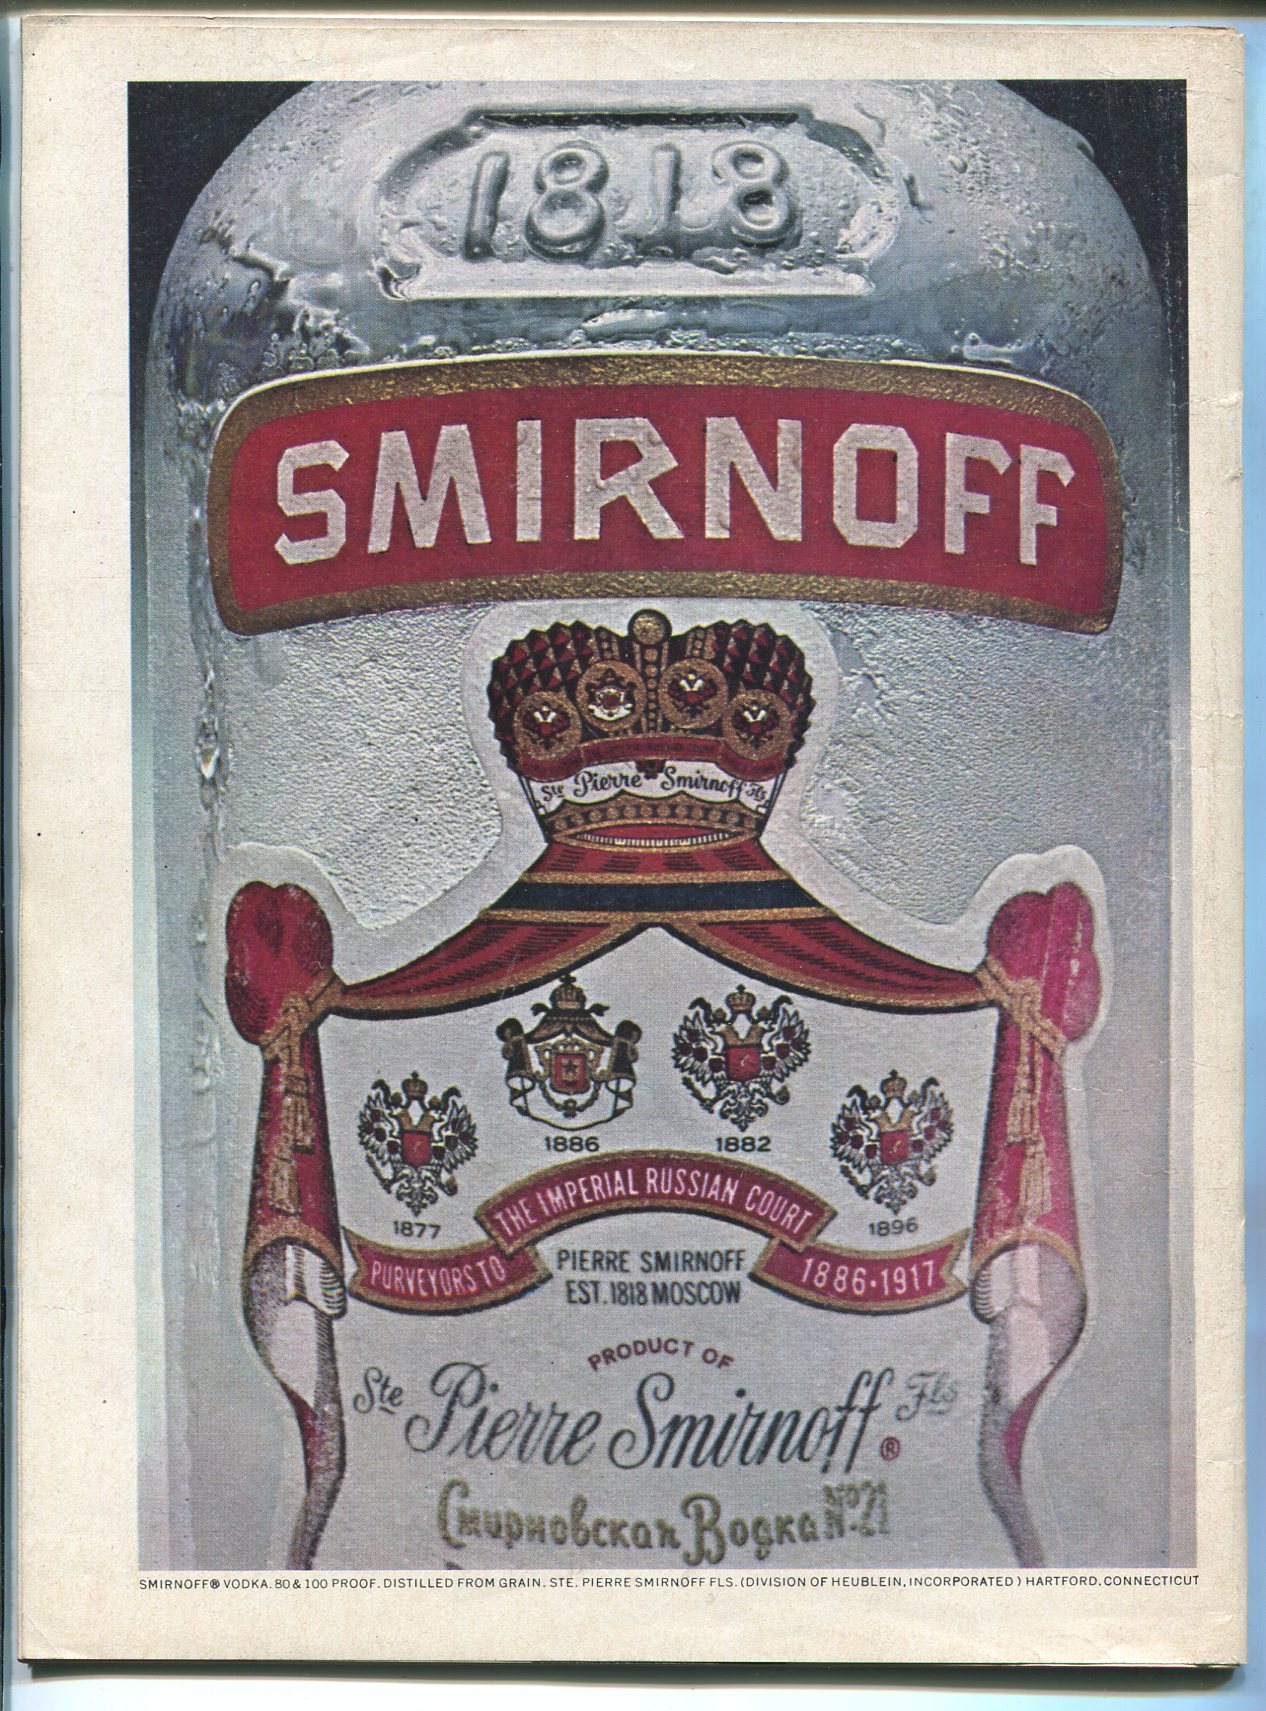 1818
SMIRNOFF
Ste Pierre Smirnoff Fls
1886
1882
1877
1896
PURVEYORS TO THE IMPERIAL RUSSIAN COURT 1886·1917
PIERRE SMIRNOFF
EST. 1818 MOSCOW
PRODUCT OF
Ste Pierre Smirnoff Fls ®
Смирновская Водка №21
SMIRNOFF® VODKA. 80 & 100 PROOF. DISTILLED FROM GRAIN. STE. PIERRE SMIRNOFF FLS. (DIVISION OF HEUBLEIN, INCORPORATED) HARTFORD, CONNECTICUT